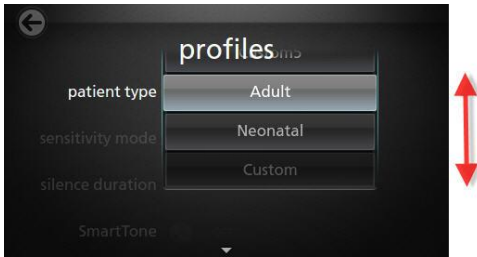 profiles
patient type
Adult
sensitivity mode
Neonatal
Custom
silence duration
SmartTone